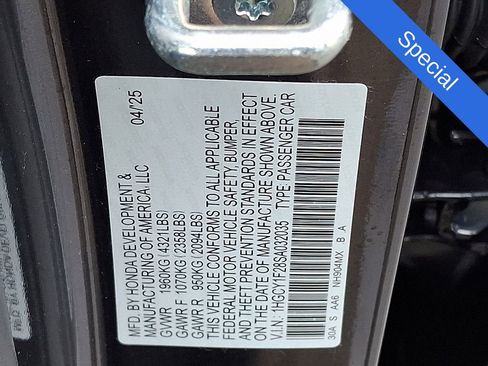 Special
MFD. BY HONDA DEVELOPMENT & 04/25
MANUFACTURING OF AMERICA, LLC
GVWR 1960KG (4321LBS)
GAWR F 1070KG (2358LBS)
GAWR R 950KG (2094LBS)
THIS VEHICLE CONFORMS TO ALL APPLICABLE
FEDERAL MOTOR VEHICLE SAFETY, BUMPER,
AND THEFT PREVENTION STANDARDS IN EFFECT
ON THE DATE OF MANUFACTURE SHOWN ABOVE.
V.I.N.: 1HGCY1F28SA032035 TYPE: PASSENGER CAR
30A S AA6 NH904MX B A